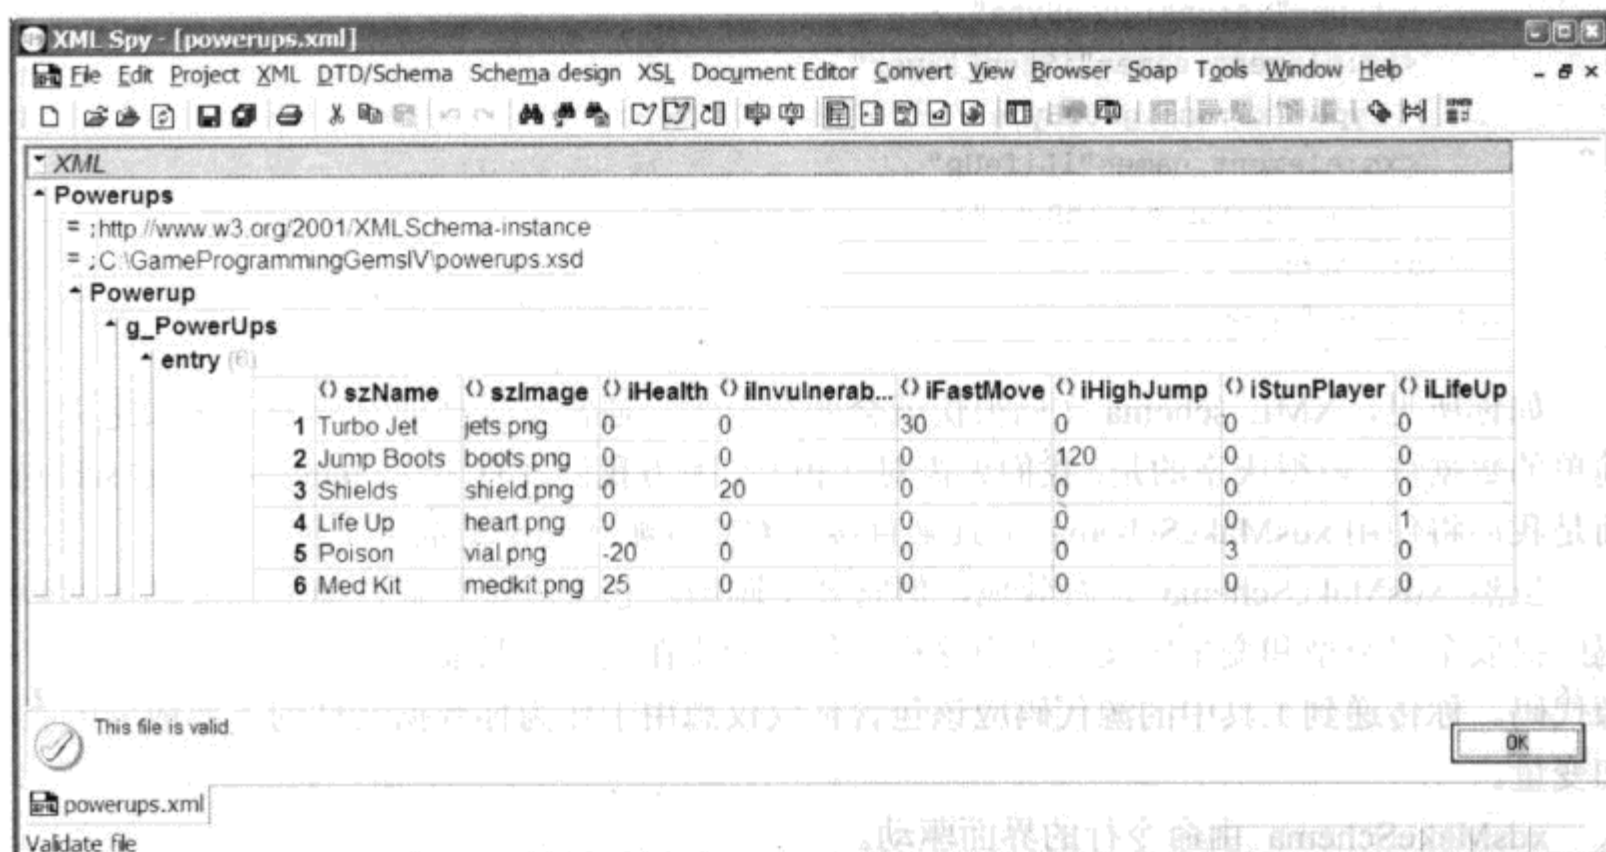 XML Spy - [powerups.xml]
File Edit Project XML DTD/Schema Schema design XSL Document Editor Convert View Browser Soap Tools Window Help
XML
Powerups
= :http://www.w3.org/2001/XMLSchema-instance
= :C:\GameProgrammingGemsIV\powerups.xsd
Powerup
g_PowerUps
entry (6)
() szName () szImage () iHealth () iInvulnerab... () iFastMove () iHighJump () iStunPlayer () iLifeUp
1 Turbo Jet jets.png 0 0 30 0 0 0
2 Jump Boots boots.png 0 0 0 120 0 0
3 Shields shield.png 0 20 0 0 0 0
4 Life Up heart.png 0 0 0 0 0 1
5 Poison vial.png -20 0 0 0 3 0
6 Med Kit medkit.png 25 0 0 0 0 0
This file is valid.
OK
powerups.xml
Validate file